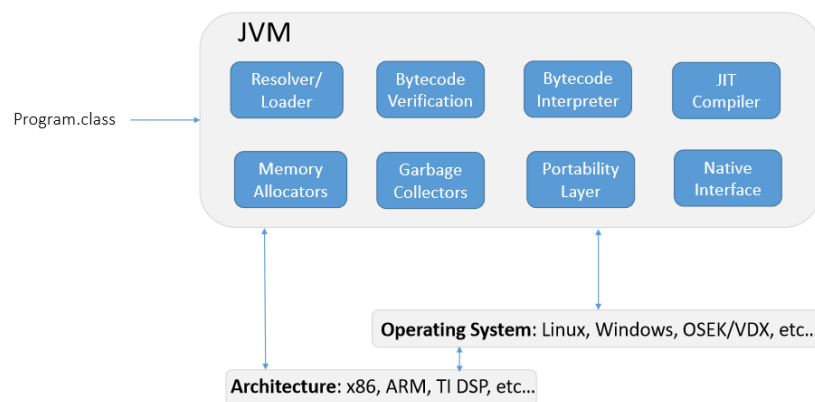 JVM
Resolver/
Loader
Bytecode
Verification
Bytecode
Interpreter
JIT
Compiler
Program.class
Memory
Allocators
Garbage
Collectors
Portability
Layer
Native
Interface
Operating System: Linux, Windows, OSEK/VDX, etc...
Architecture: x86, ARM, TI DSP, etc...